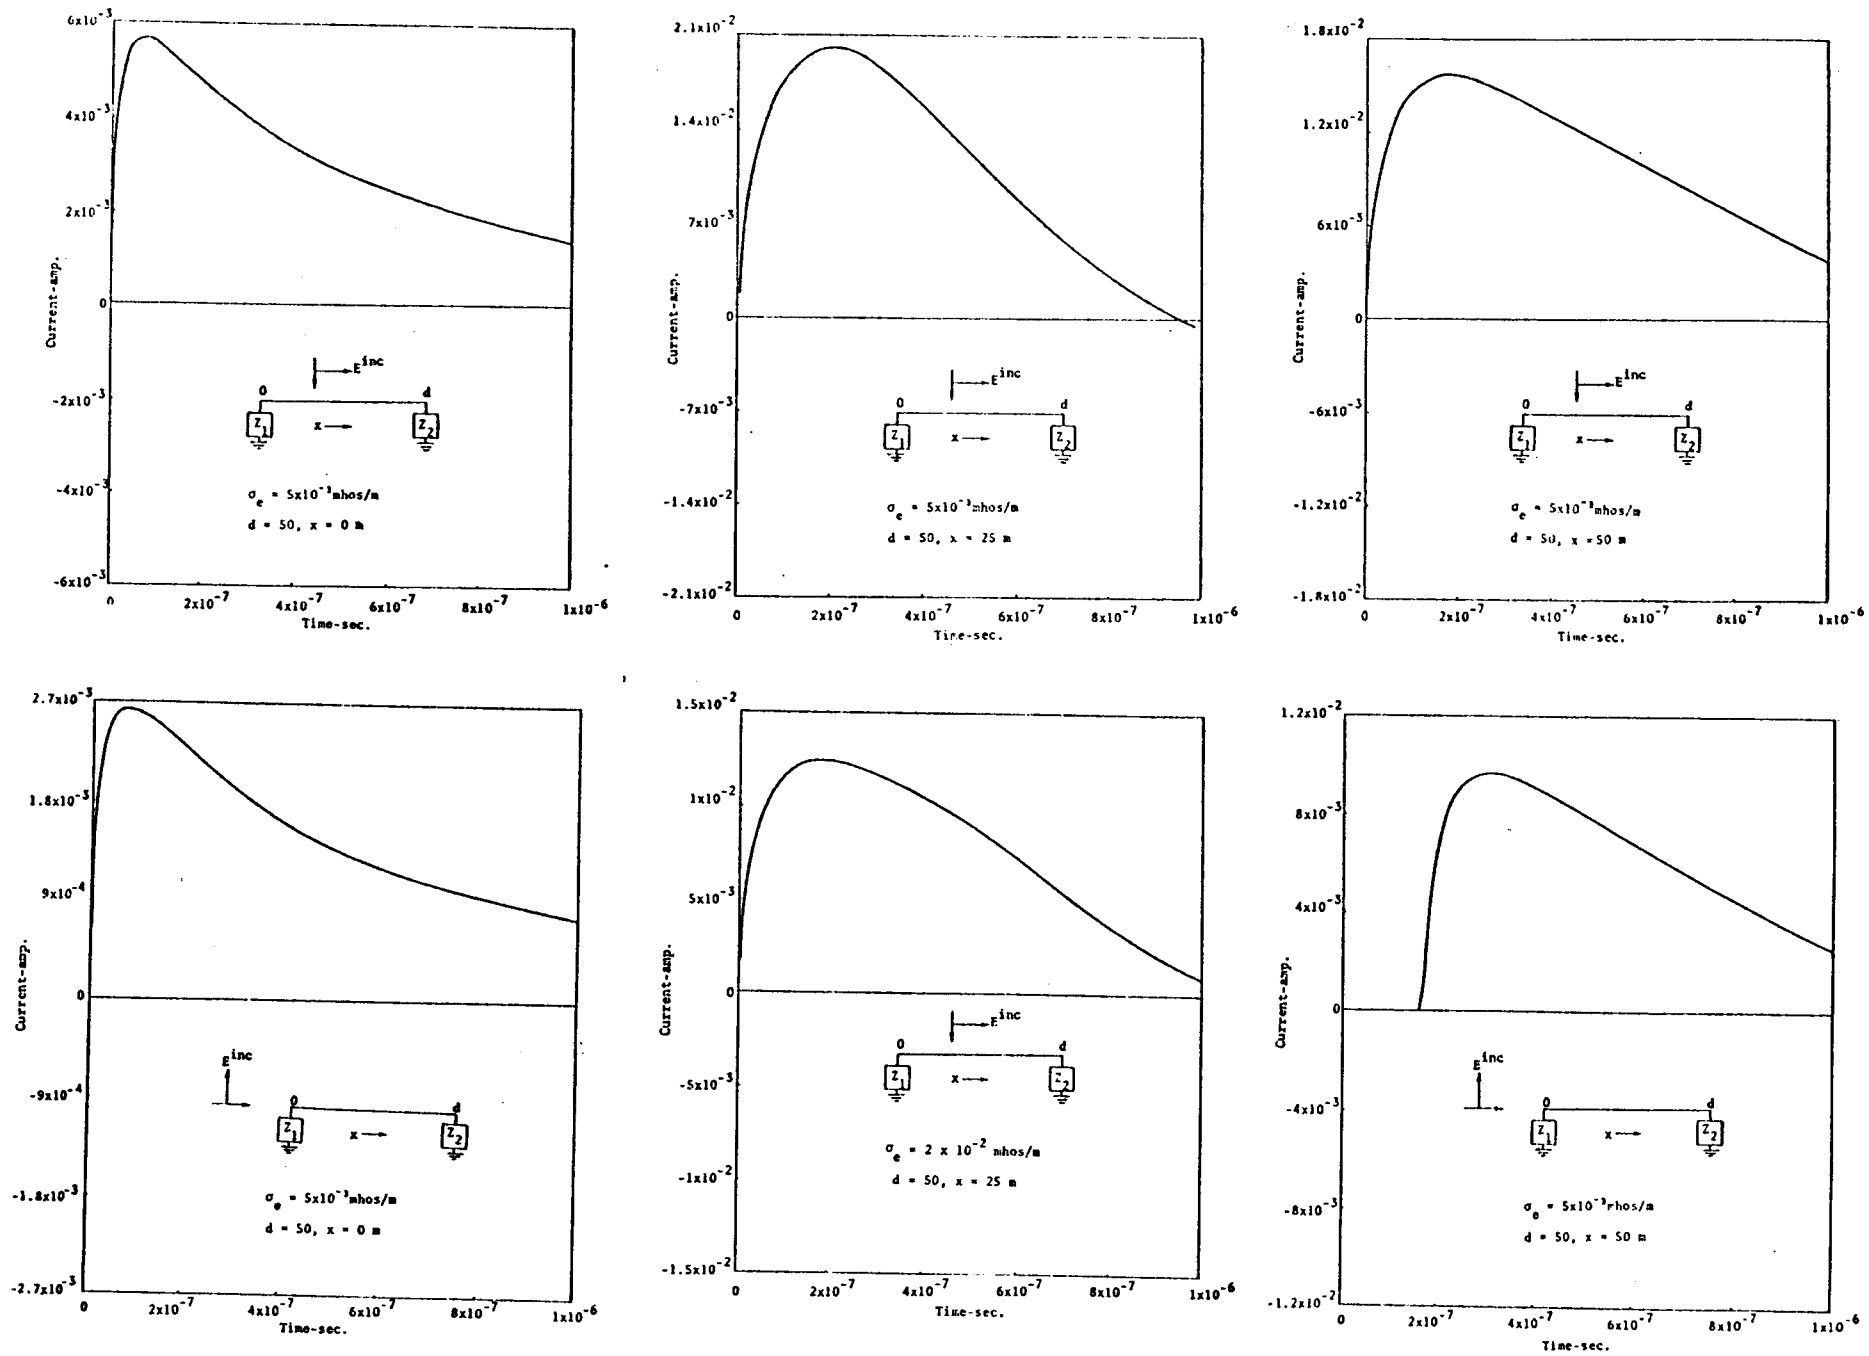 6x10⁻³
4x10⁻³
2x10⁻³
0
-2x10⁻³
-4x10⁻³
-6x10⁻³
Current-amp.
E^inc
0 d
Z₁ x Z₂
σₑ = 5x10⁻³mhos/m
d = 50, x = 0 m
0 2x10⁻⁷ 4x10⁻⁷ 6x10⁻⁷ 8x10⁻⁷ 1x10⁻⁶
Time-sec.
2.1x10⁻²
1.4x10⁻²
7x10⁻³
0
-7x10⁻³
-1.4x10⁻²
-2.1x10⁻²
Current-amp.
E^inc
0 d
Z₁ x Z₂
σₑ = 5x10⁻³mhos/m
d = 50, x = 25 m
0 2x10⁻⁷ 4x10⁻⁷ 6x10⁻⁷ 8x10⁻⁷ 1x10⁻⁶
Time-sec.
1.8x10⁻²
1.2x10⁻²
6x10⁻³
0
-6x10⁻³
-1.2x10⁻²
-1.8x10⁻²
Current-amp.
E^inc
0 d
Z₁ x Z₂
σₑ = 5x10⁻³mhos/m
d = 50, x = 50 m
0 2x10⁻⁷ 4x10⁻⁷ 6x10⁻⁷ 8x10⁻⁷ 1x10⁻⁶
Time-sec.
2.7x10⁻³
1.8x10⁻³
9x10⁻⁴
0
-9x10⁻⁴
-1.8x10⁻³
-2.7x10⁻³
Current-amp.
E^inc
0 d
Z₁ x Z₂
σₑ = 5x10⁻³mhos/m
d = 50, x = 0 m
0 2x10⁻⁷ 4x10⁻⁷ 6x10⁻⁷ 8x10⁻⁷ 1x10⁻⁶
Time-sec.
1.5x10⁻²
1x10⁻²
5x10⁻³
0
-5x10⁻³
-1x10⁻²
-1.5x10⁻²
Current-amp.
E^inc
0 d
Z₁ x Z₂
σₑ = 2 x 10⁻² mhos/m
d = 50, x = 25 m
0 2x10⁻⁷ 4x10⁻⁷ 6x10⁻⁷ 8x10⁻⁷ 1x10⁻⁶
Time-sec.
1.2x10⁻²
8x10⁻³
4x10⁻³
0
-4x10⁻³
-8x10⁻³
-1.2x10⁻²
Current-amp.
E^inc
0 d
Z₁ x Z₂
σₑ = 5x10⁻³mhos/m
d = 50, x = 50 m
0 2x10⁻⁷ 4x10⁻⁷ 6x10⁻⁷ 8x10⁻⁷ 1x10⁻⁶
Time-sec.